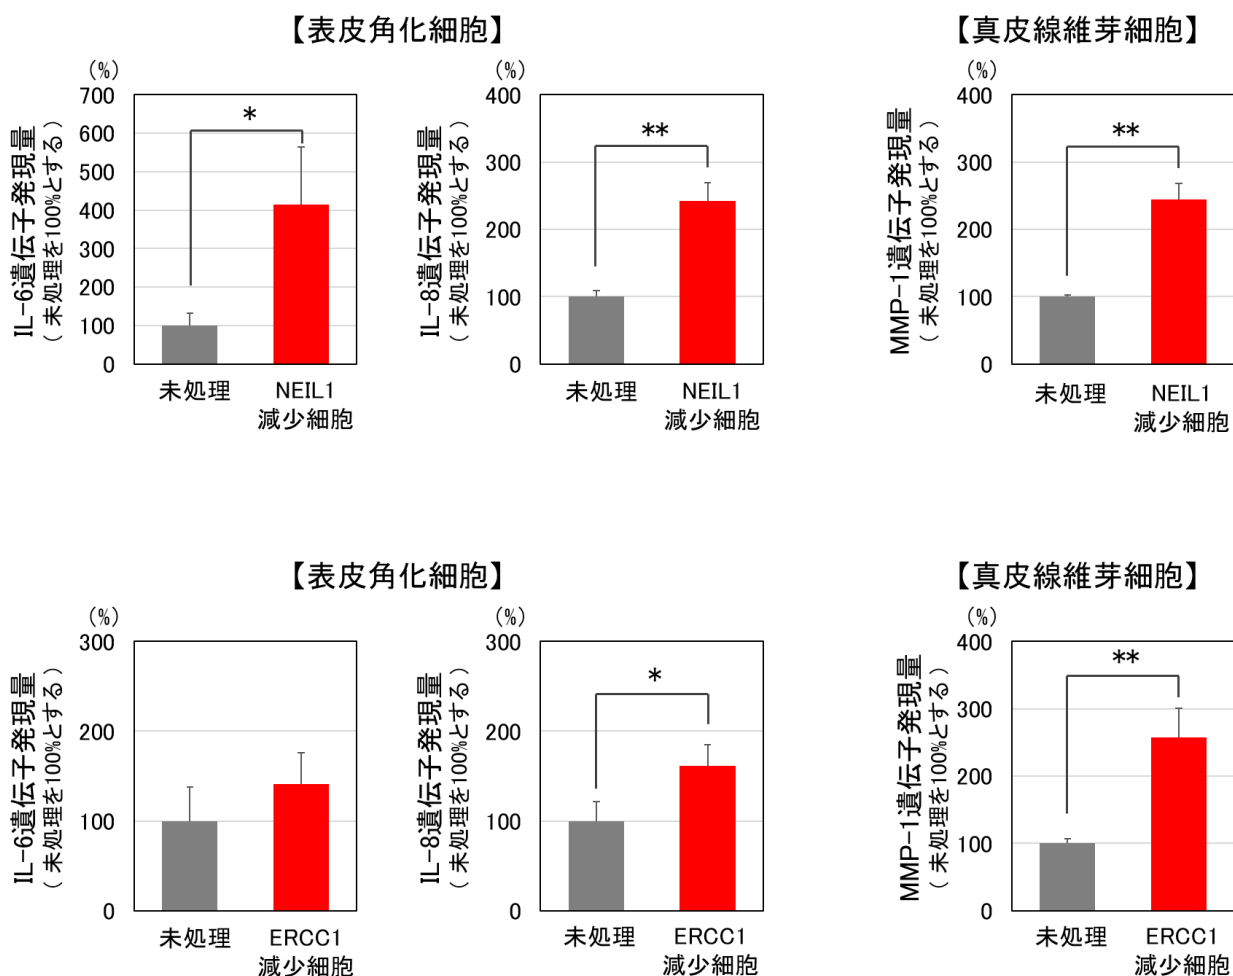 【表皮角化細胞】
【真皮線維芽細胞】
(%)
IL-6遺伝子発現量
(未処理を100%とする)
700
600
500
400
300
200
100
0
*
未処理
NEIL1
減少細胞
(%)
IL-8遺伝子発現量
(未処理を100%とする)
400
300
200
100
0
**
未処理
NEIL1
減少細胞
(%)
MMP-1遺伝子発現量
(未処理を100%とする)
400
300
200
100
0
**
未処理
NEIL1
減少細胞
【表皮角化細胞】
【真皮線維芽細胞】
(%)
IL-6遺伝子発現量
(未処理を100%とする)
300
200
100
0
未処理
ERCC1
減少細胞
(%)
IL-8遺伝子発現量
(未処理を100%とする)
300
200
100
0
*
未処理
ERCC1
減少細胞
(%)
MMP-1遺伝子発現量
(未処理を100%とする)
400
300
200
100
0
**
未処理
ERCC1
減少細胞